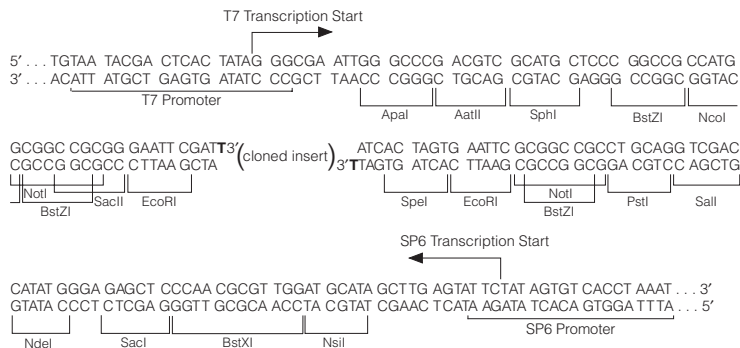 T7 Transcription Start
5′ . . . TGTAA TACGA CTCAC TATAG GGCGA ATTGG GCCCG ACGTC GCATG CTCCC GGCCG CCATG
3′ . . . ACATT ATGCT GAGTG ATATC CCGCTT AACCC CGGGC TGCAG CGTAC GAGGG CCGGC GGTAC
T7 Promoter
ApaI AatII SphI BstZI NcoI
GCGGC CGCGG GAATT CGATT3′ (cloned insert) ATCAC TAGTG AATTC GCGGC CGCCT GCAGG TCGAC
CGCCG GCGCC CTTAA GCTA 3′TTAGTG ATCAC TTAAG CGCCG GCGGA CGTCC AGCTG
NotI SacII EcoRI SpeI EcoRI NotI PstI SalI
BstZI BstZI
SP6 Transcription Start
CATAT GGGA GAGCT CCCAA CGCGT TGGAT GCATA GCTTG AGTAT TCTAT AGTGT CACCT AAAT . . . 3′
GTATA CCCT CTCGA GGGTT GCGCA ACCTA CGTAT CGAAC TCATA AGATA TCACA GTGGA TTTA . . . 5′
NdeI SacI BstXI NsiI SP6 Promoter